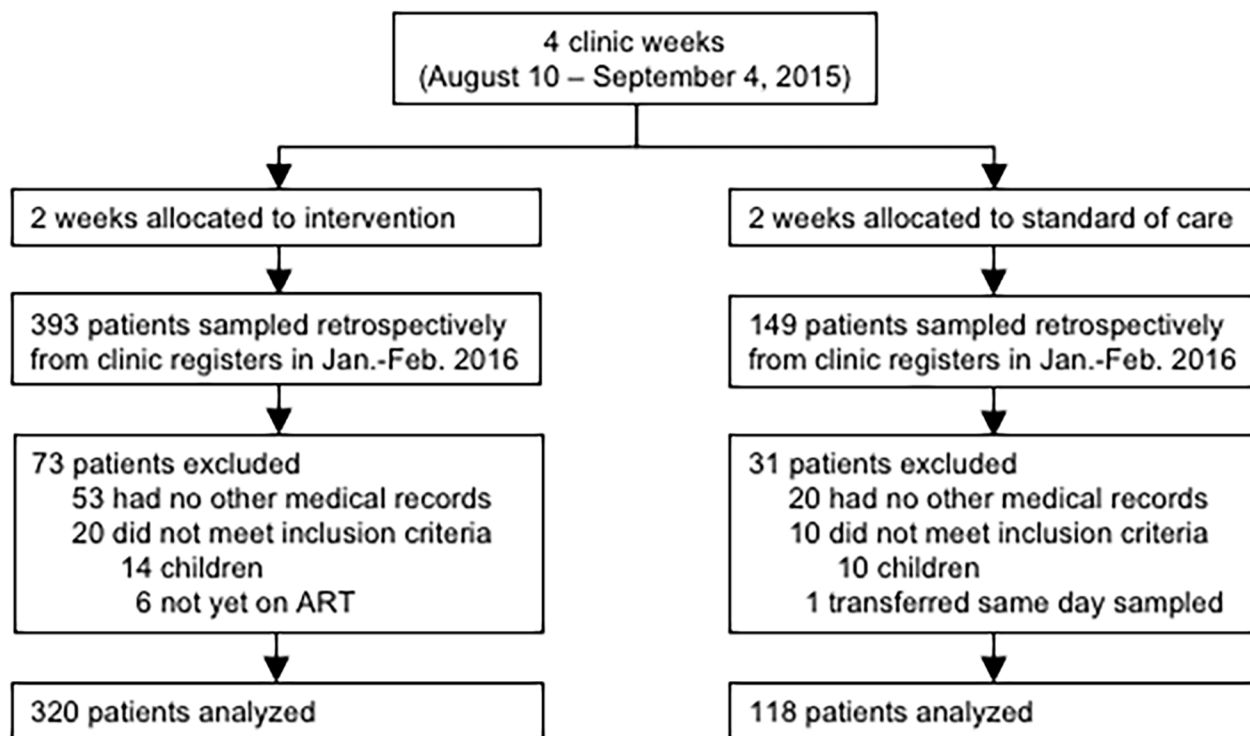 4 clinic weeks
(August 10 – September 4, 2015)
2 weeks allocated to intervention
393 patients sampled retrospectively
from clinic registers in Jan.-Feb. 2016
73 patients excluded
53 had no other medical records
20 did not meet inclusion criteria
14 children
6 not yet on ART
320 patients analyzed
2 weeks allocated to standard of care
149 patients sampled retrospectively
from clinic registers in Jan.-Feb. 2016
31 patients excluded
20 had no other medical records
10 did not meet inclusion criteria
10 children
1 transferred same day sampled
118 patients analyzed